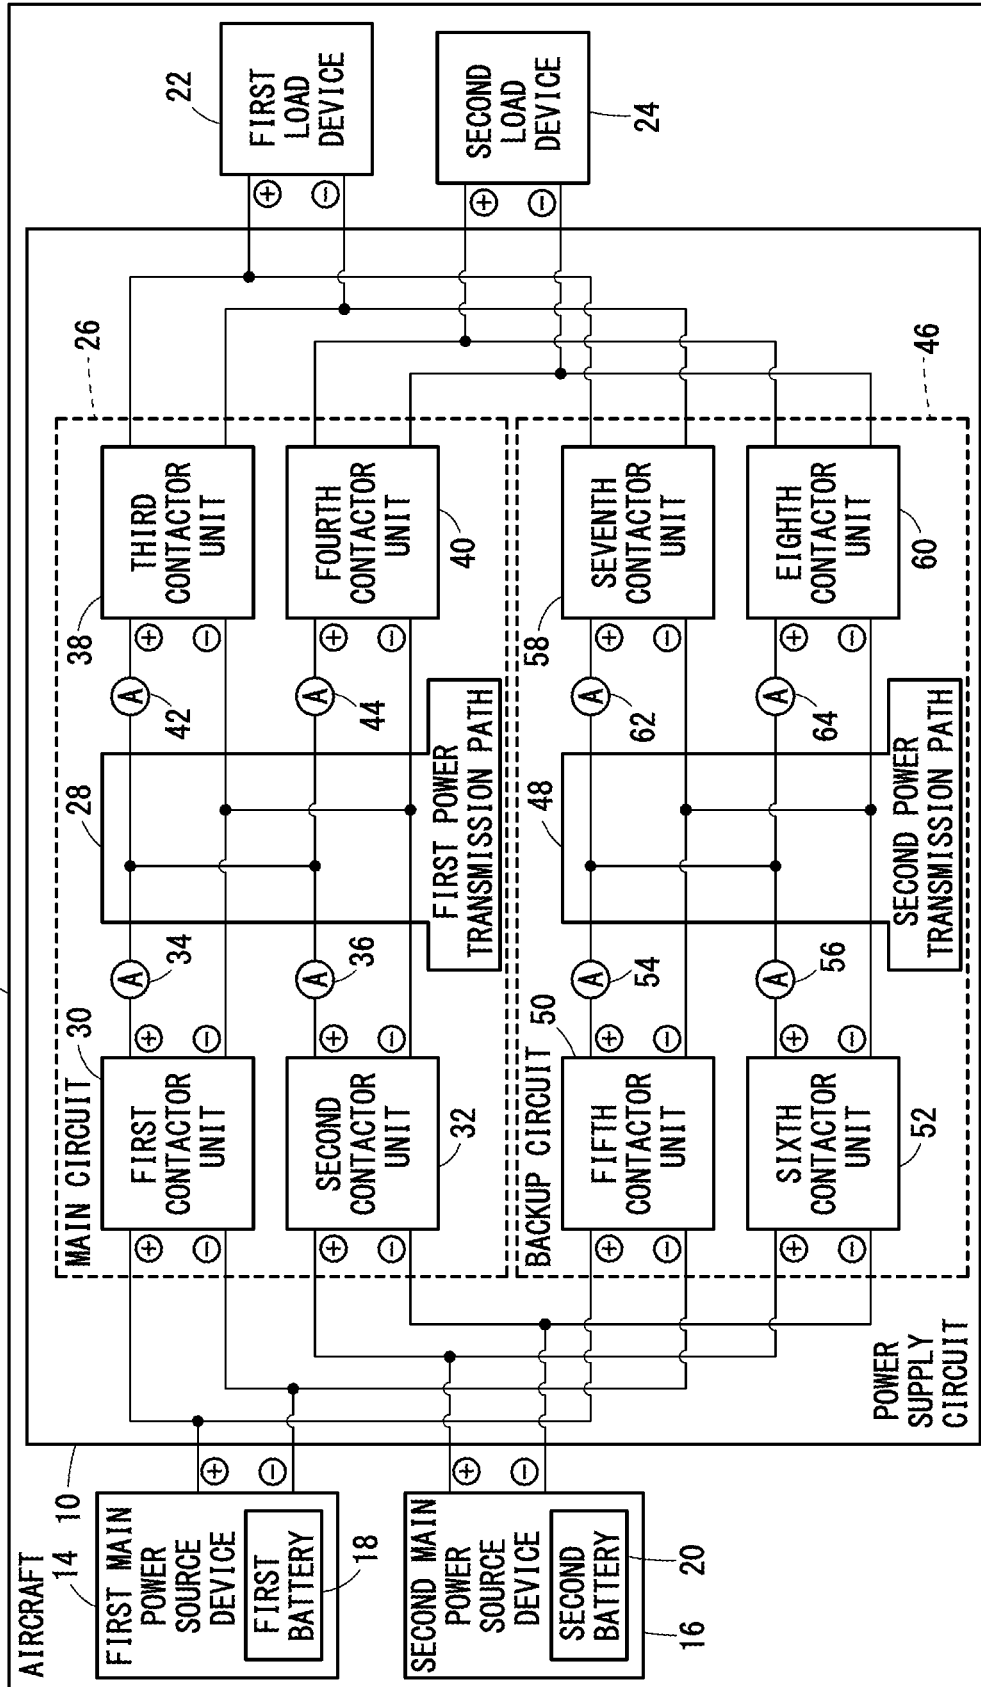 AIRCRAFT
10
14
FIRST MAIN
POWER
SOURCE
DEVICE
FIRST
BATTERY
18
+
−
SECOND MAIN
POWER
SOURCE
DEVICE
SECOND
BATTERY
20
16
+
−
POWER
SUPPLY
CIRCUIT
MAIN CIRCUIT
26
30
+
−
FIRST
CONTACTOR
UNIT
+
−
A
34
28
A
42
38
+
−
THIRD
CONTACTOR
UNIT
+
−
SECOND
CONTACTOR
UNIT
32
+
−
A
36
FIRST POWER
TRANSMISSION PATH
A
44
+
−
FOURTH
CONTACTOR
UNIT
40
BACKUP CIRCUIT
46
50
+
−
FIFTH
CONTACTOR
UNIT
+
−
A
54
48
A
62
58
+
−
SEVENTH
CONTACTOR
UNIT
+
−
SIXTH
CONTACTOR
UNIT
52
+
−
A
56
SECOND POWER
TRANSMISSION PATH
A
64
+
−
EIGHTH
CONTACTOR
UNIT
60
22
+
−
FIRST
LOAD
DEVICE
+
−
SECOND
LOAD
DEVICE
24